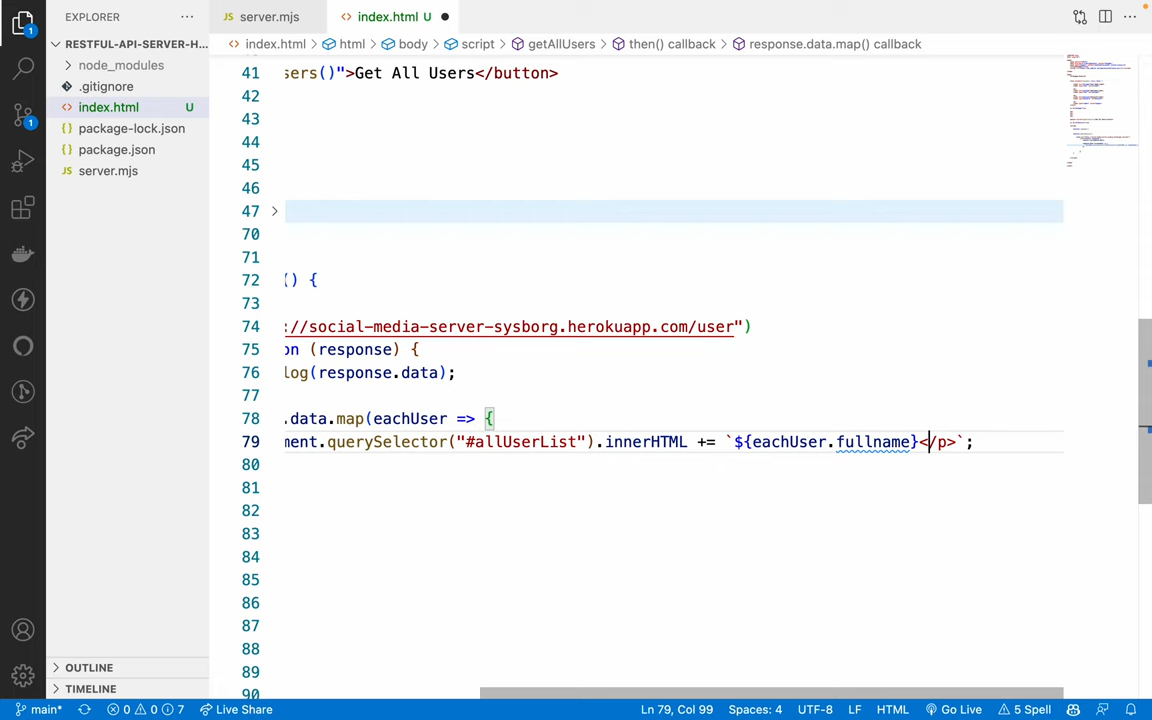 EXPLORER
server.mjs
index.html U
RESTFUL-API-SERVER-H...
index.html
html
body
script
getAllUsers
then() callback
response.data.map() callback
node_modules
.gitignore
index.html U
package-lock.json
package.json
server.mjs
1
1
41 sers()">Get All Users</button>
42
43
44
45
46
47
70
71
72 () {
73
74 ://social-media-server-sysborg.herokuapp.com/user")
75 on (response) {
76 log(response.data);
77
78 .data.map(eachUser => {
79 ment.querySelector("#allUserList").innerHTML += `${eachUser.fullname}</p>`;
80
81
82
83
84
85
86
87
88
89
90
OUTLINE
TIMELINE
main* 0 0 7 Live Share Ln 79, Col 99 Spaces: 4 UTF-8 LF HTML Go Live 5 Spell